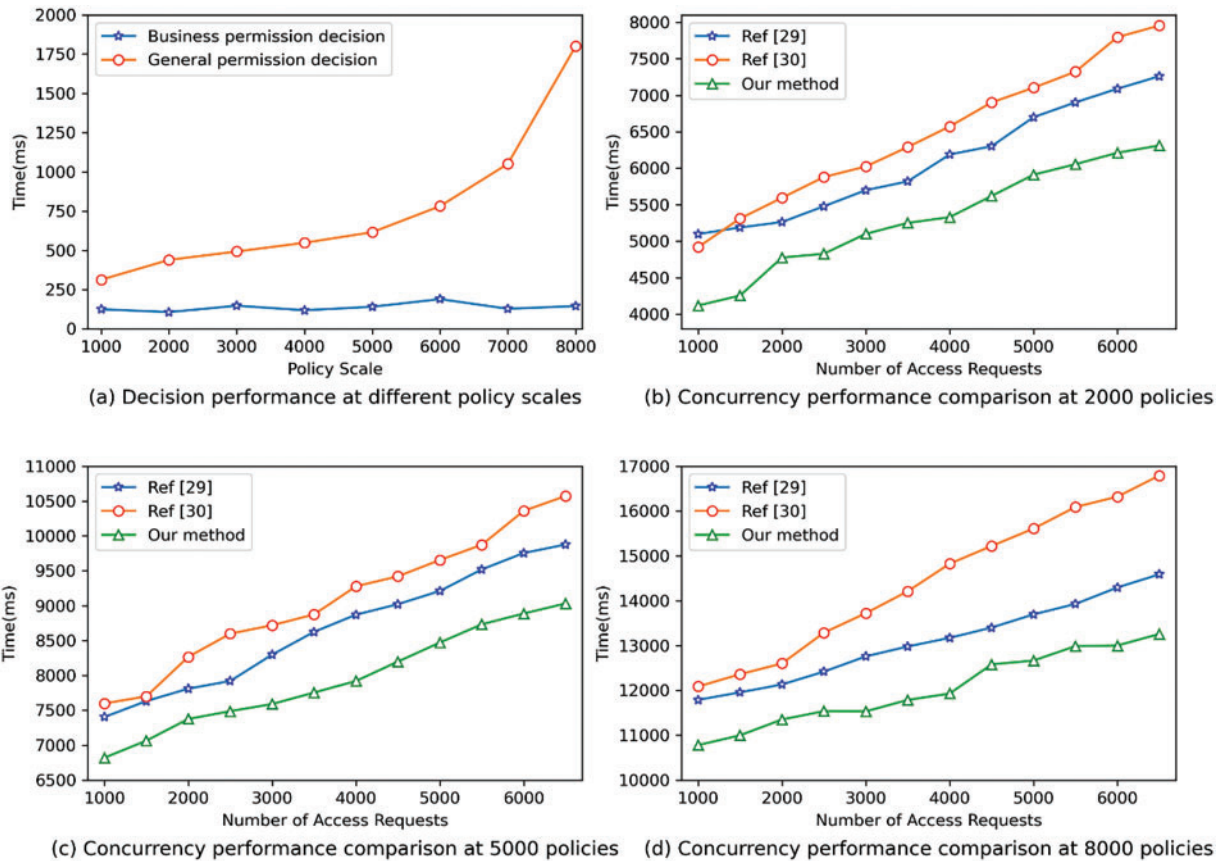 2000
1750
1500
1250
1000
750
500
250
0
Time(ms)
Business permission decision
General permission decision
1000 2000 3000 4000 5000 6000 7000 8000
Policy Scale
(a) Decision performance at different policy scales
8000
7500
7000
6500
6000
5500
5000
4500
4000
Time(ms)
Ref [29]
Ref [30]
Our method
1000 2000 3000 4000 5000 6000
Number of Access Requests
(b) Concurrency performance comparison at 2000 policies
11000
10500
10000
9500
9000
8500
8000
7500
7000
6500
Time(ms)
Ref [29]
Ref [30]
Our method
1000 2000 3000 4000 5000 6000
Number of Access Requests
(c) Concurrency performance comparison at 5000 policies
17000
16000
15000
14000
13000
12000
11000
10000
Time(ms)
Ref [29]
Ref [30]
Our method
1000 2000 3000 4000 5000 6000
Number of Access Requests
(d) Concurrency performance comparison at 8000 policies